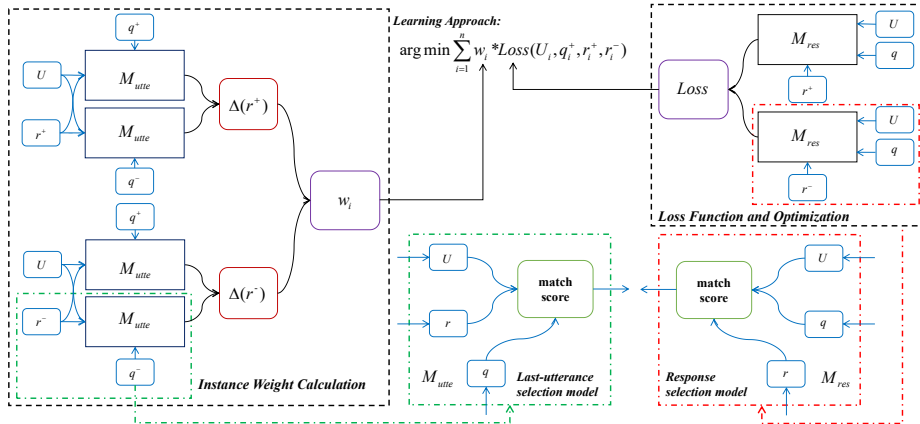 q⁺
U
M_utte
r⁺
M_utte
q⁻
Δ(r⁺)
q⁺
U
M_utte
r⁻
M_utte
q⁻
Δ(r⁻)
w_i
Instance Weight Calculation
Learning Approach:
arg min ∑_{i=1}^{n} w_i *Loss(U_i, q_i⁺, r_i⁺, r_i⁻)
Loss
M_res
U
q
r⁺
M_res
U
q
r⁻
Loss Function and Optimization
U
r
match
score
q
M_utte
Last-utterance
selection model
match
score
U
q
r
Response
selection model
M_res